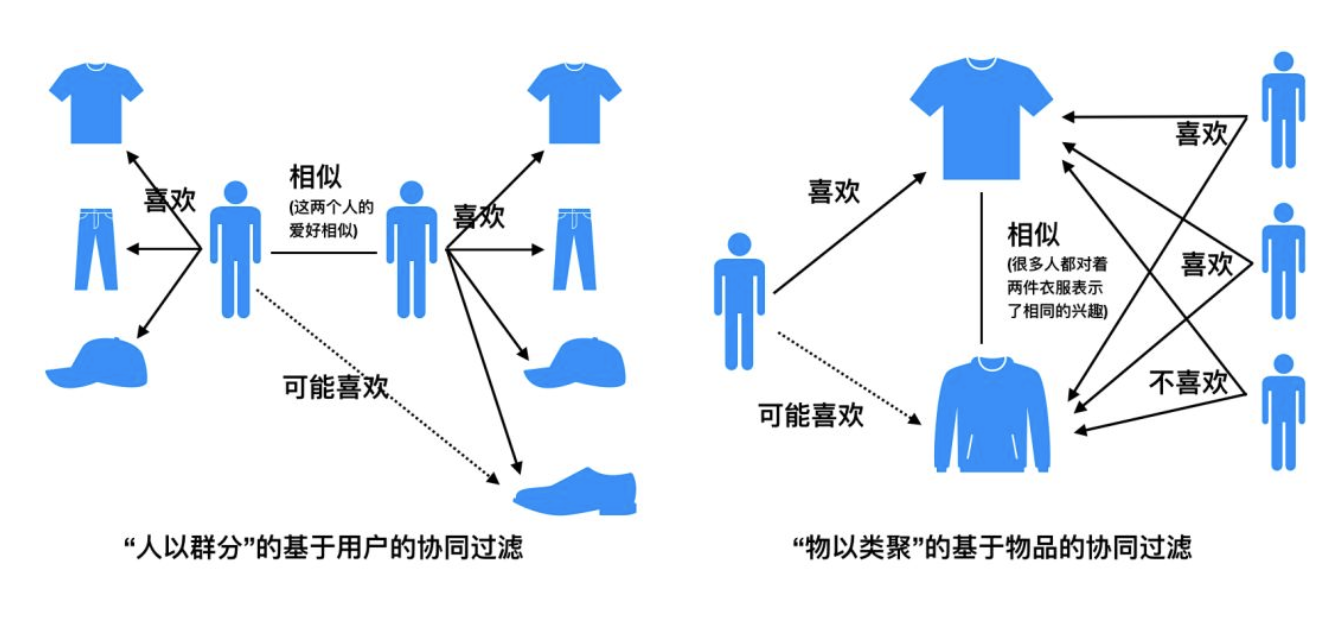 喜欢
相似
(这两个人的
爱好相似)
喜欢
可能喜欢
“人以群分”的基于用户的协同过滤
喜欢
喜欢
相似
(很多人都对着
两件衣服表示
了相同的兴趣)
喜欢
不喜欢
可能喜欢
“物以类聚”的基于物品的协同过滤